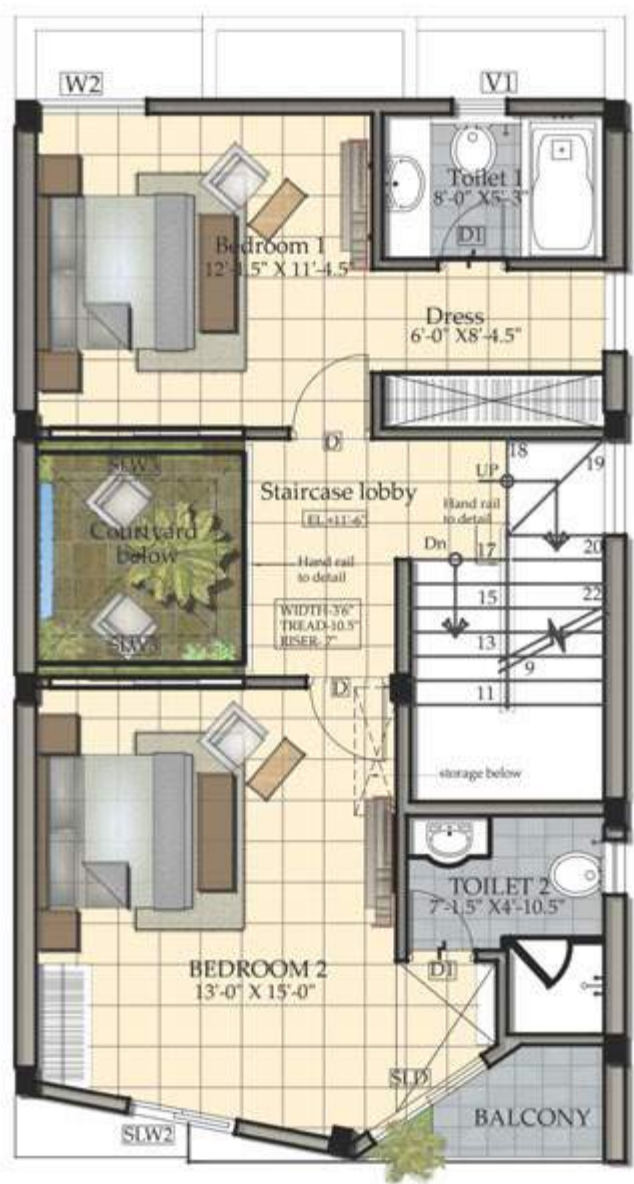 W2
V1
Toilet 1
8'-0" X5'-3"
D1
Bedroom 1
12'-1.5" X 11'-4.5"
Dress
6'-0" X8'-4.5"
D
18
19
UP
SLW3
Staircase lobby
Hand rail
to detail
EL +11'-6"
Courtyard
below
Dn
17
20
Hand rail
to detail
15
22
WIDTH-3'6"
TREAD-10.5"
RISER- 7"
13
SLW3
9
D
11
storage below
TOILET 2
7'-1.5" X4'-10.5"
BEDROOM 2
13'-0" X 15'-0"
D1
SLD
BALCONY
SLW2